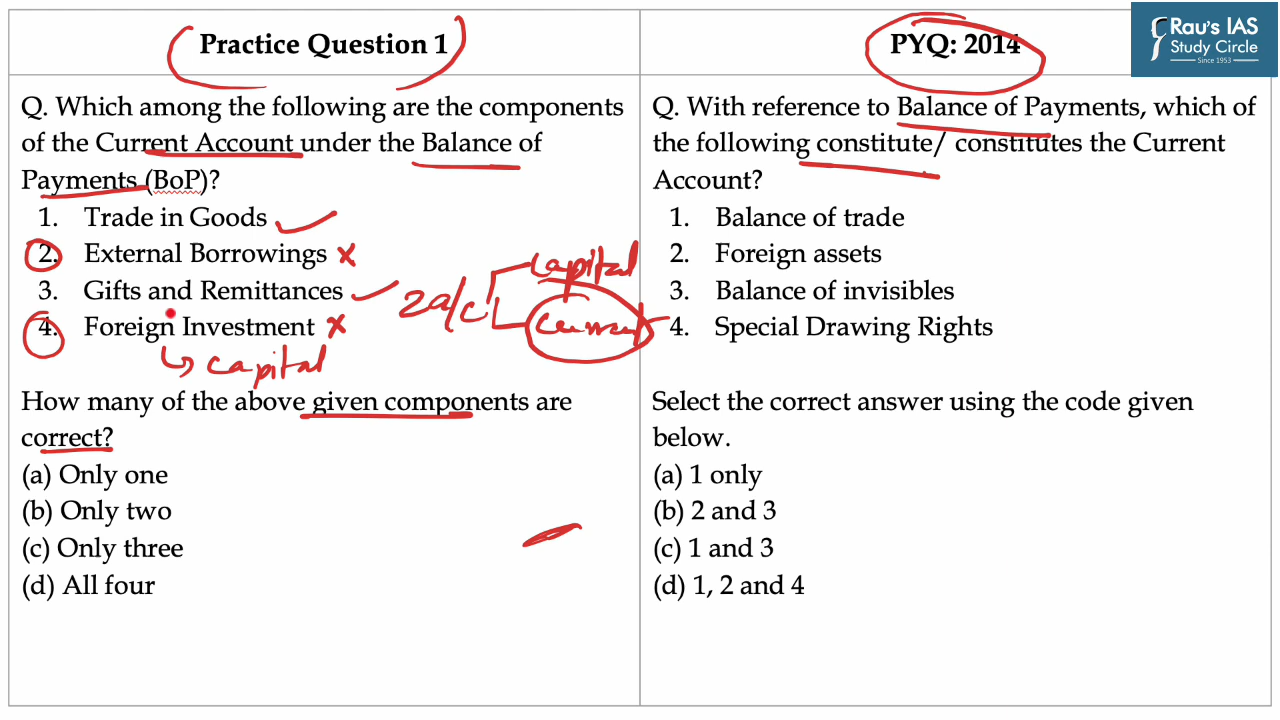 Practice Question 1
Q. Which among the following are the components
of the Current Account under the Balance of
Payments (BoP)?
1. Trade in Goods
2. External Borrowings ×
3. Gifts and Remittances
4. Foreign Investment ×
capital
2 a/c
capital
current
How many of the above given components are
correct?
(a) Only one
(b) Only two
(c) Only three
(d) All four
PYQ: 2014
Rau's IAS
Study Circle
Since 1953
Q. With reference to Balance of Payments, which of
the following constitute/ constitutes the Current
Account?
1. Balance of trade
2. Foreign assets
3. Balance of invisibles
4. Special Drawing Rights
Select the correct answer using the code given
below.
(a) 1 only
(b) 2 and 3
(c) 1 and 3
(d) 1, 2 and 4